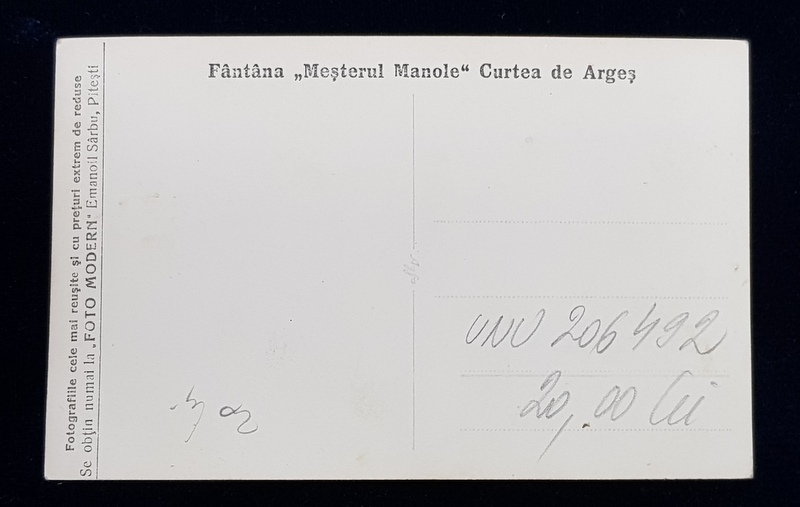 Fântâna „Meșterul Manole“ Curtea de Argeș
Fotografiile cele mai reușite și cu prețuri extrem de reduse
Se obțin numai la „FOTO MODERN“ Emanoil Sârbu, Pitești
UNU 206492
20,00 lei